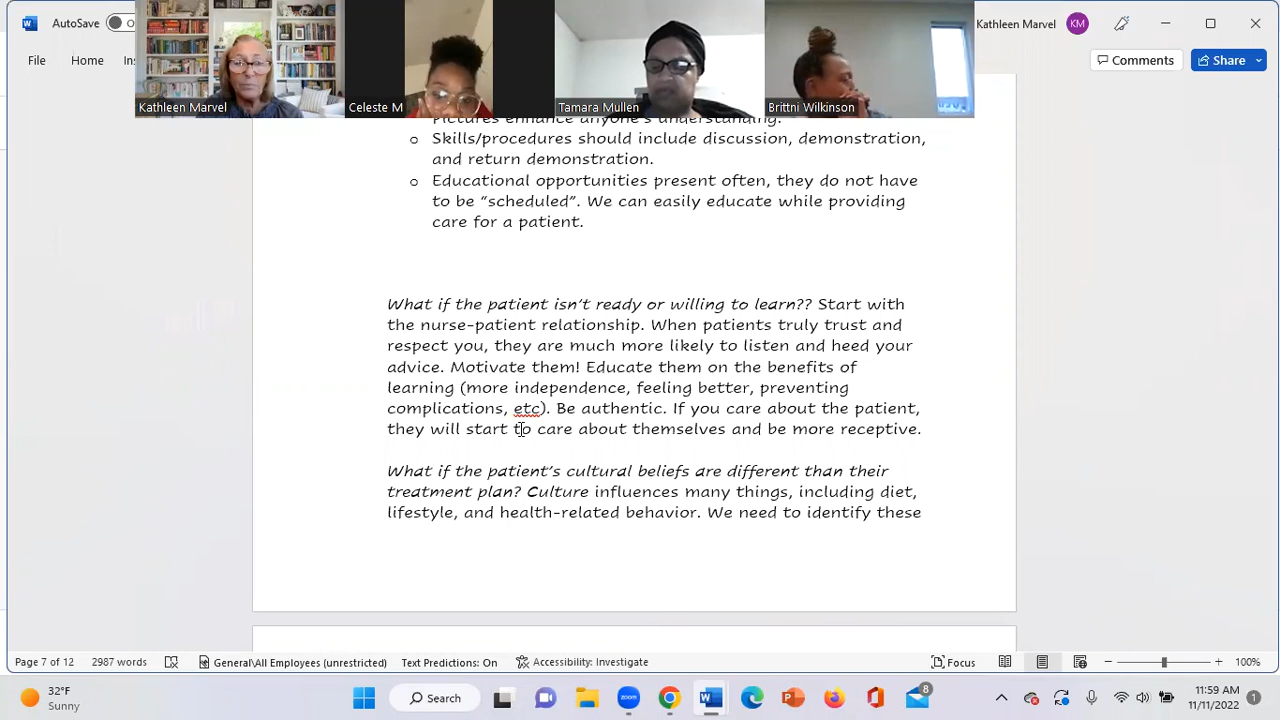 AutoSave
Kathleen Marvel KM
File Home
Comments Share
Kathleen Marvel
Celeste M
Tamara Mullen
Brittni Wilkinson
Pictures enhance anyone's understanding.
o Skills/procedures should include discussion, demonstration,
and return demonstration.
o Educational opportunities present often, they do not have
to be “scheduled”. We can easily educate while providing
care for a patient.
What if the patient isn’t ready or willing to learn?? Start with
the nurse-patient relationship. When patients truly trust and
respect you, they are much more likely to listen and heed your
advice. Motivate them! Educate them on the benefits of
learning (more independence, feeling better, preventing
complications, etc). Be authentic. If you care about the patient,
they will start to care about themselves and be more receptive.
What if the patient’s cultural beliefs are different than their
treatment plan? Culture influences many things, including diet,
lifestyle, and health-related behavior. We need to identify these
Page 7 of 12 2987 words General\All Employees (unrestricted) Text Predictions: On Accessibility: Investigate Focus 100%
32°F
Sunny
Search
8
11:59 AM
11/11/2022
1